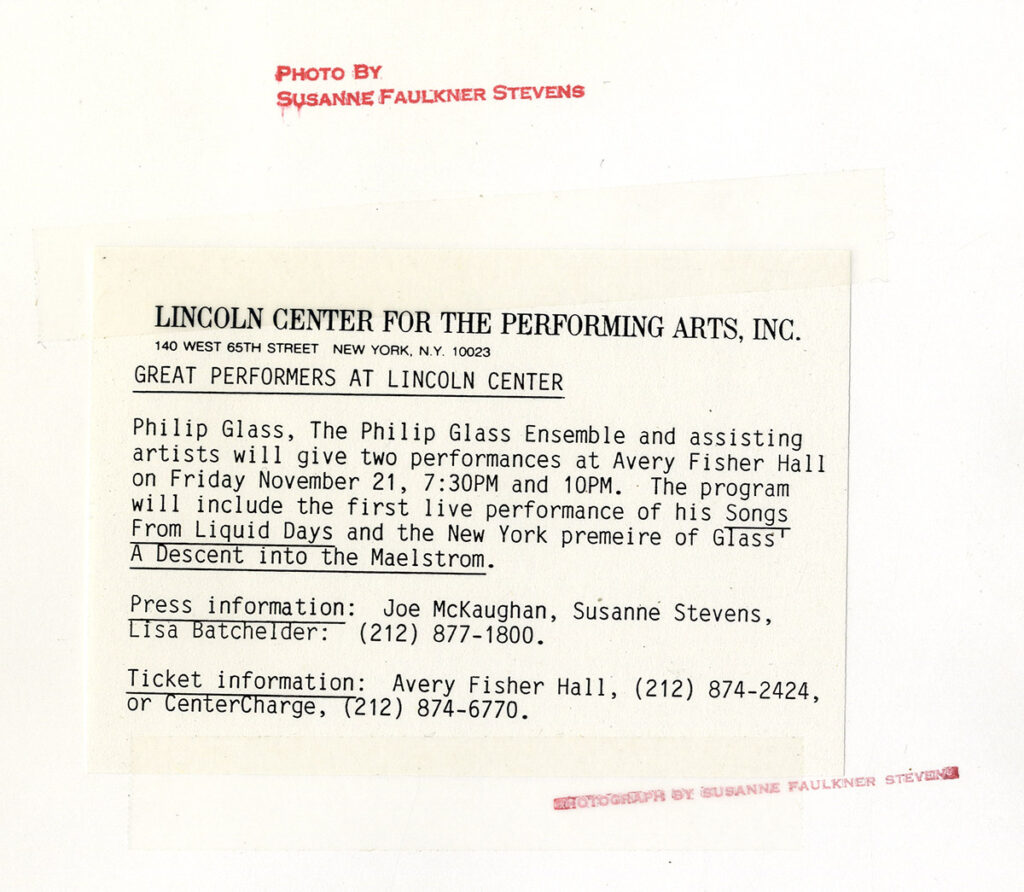 PHOTO BY
SUSANNE FAULKNER STEVENS
LINCOLN CENTER FOR THE PERFORMING ARTS, INC.
140 WEST 65TH STREET NEW YORK, N.Y. 10023
GREAT PERFORMERS AT LINCOLN CENTER
Philip Glass, The Philip Glass Ensemble and assisting
artists will give two performances at Avery Fisher Hall
on Friday November 21, 7:30PM and 10PM. The program
will include the first live performance of his Songs
From Liquid Days and the New York premeire of Glass'
A Descent into the Maelstrom.
Press information: Joe McKaughan, Susanne Stevens,
Lisa Batchelder: (212) 877-1800.
Ticket information: Avery Fisher Hall, (212) 874-2424,
or CenterCharge, (212) 874-6770.
PHOTOGRAPH BY SUSANNE FAULKNER STEVENS